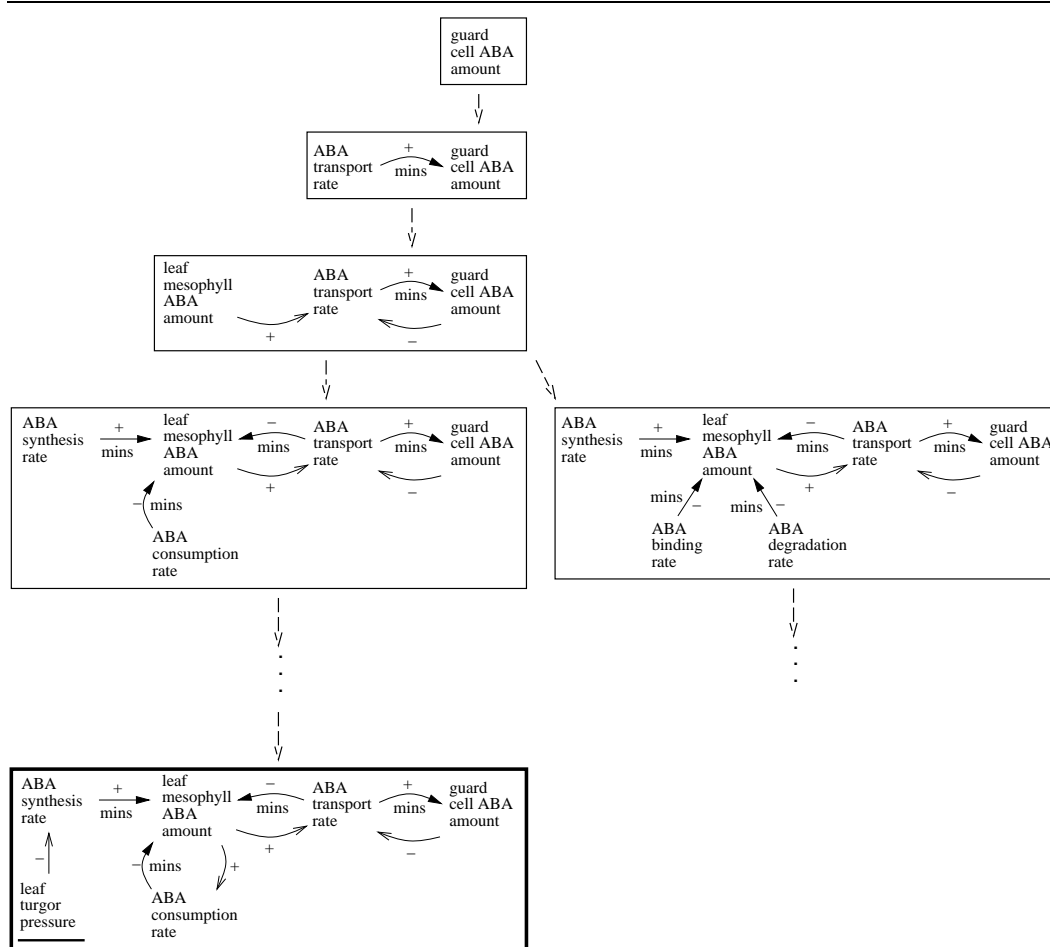 guard
cell ABA
amount
ABA
transport
rate
+
mins
guard
cell ABA
amount
leaf
mesophyll
ABA
amount
+
ABA
transport
rate
+
mins
−
guard
cell ABA
amount
ABA
synthesis
rate
+
mins
leaf
mesophyll
ABA
amount
−
mins
+
ABA
transport
rate
+
mins
−
guard
cell ABA
amount
− mins
ABA
consumption
rate
ABA
synthesis
rate
+
mins
leaf
mesophyll
ABA
amount
−
mins
+
ABA
transport
rate
+
mins
−
guard
cell ABA
amount
mins −
mins −
ABA
binding
rate
ABA
degradation
rate
ABA
synthesis
rate
+
mins
leaf
mesophyll
ABA
amount
−
mins
+
ABA
transport
rate
+
mins
−
guard
cell ABA
amount
−
− mins
+
leaf
turgor
pressure
ABA
consumption
rate